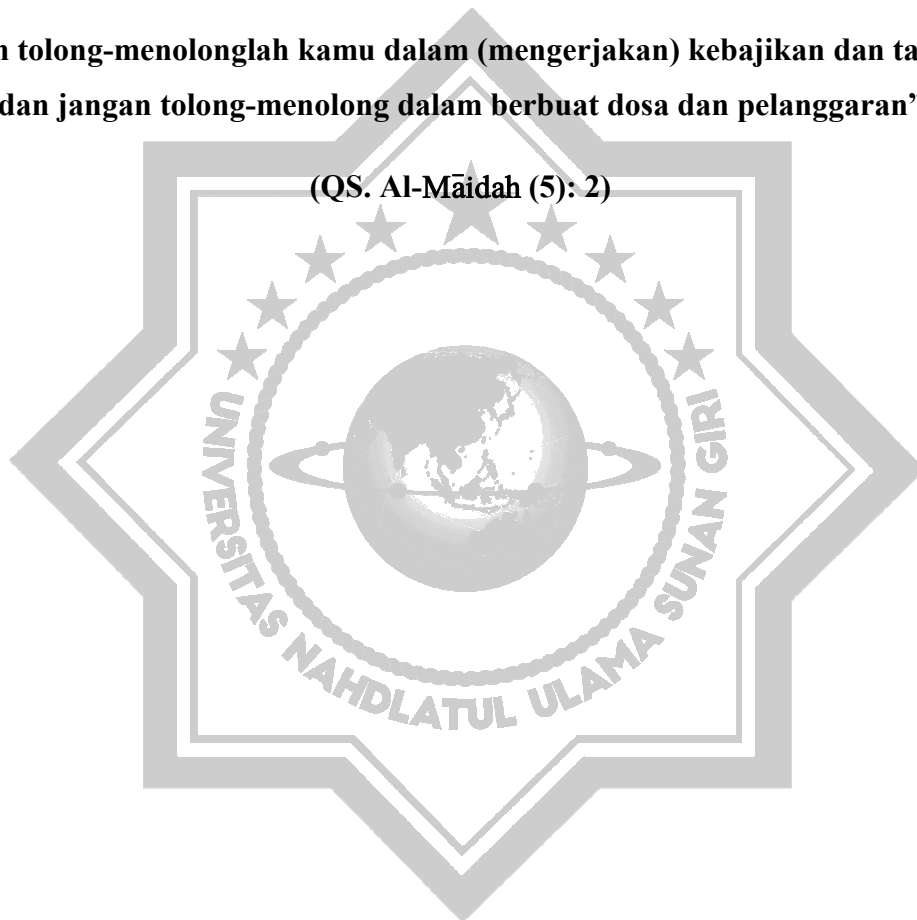 n tolong-menolonglah kamu dalam (mengerjakan) kebajikan dan ta
dan jangan tolong-menolong dalam berbuat dosa dan pelanggaran”
(QS. Al-Māidah (5): 2)
UNIVERSITAS NAHDLATUL ULAMA SUNAN GIRI